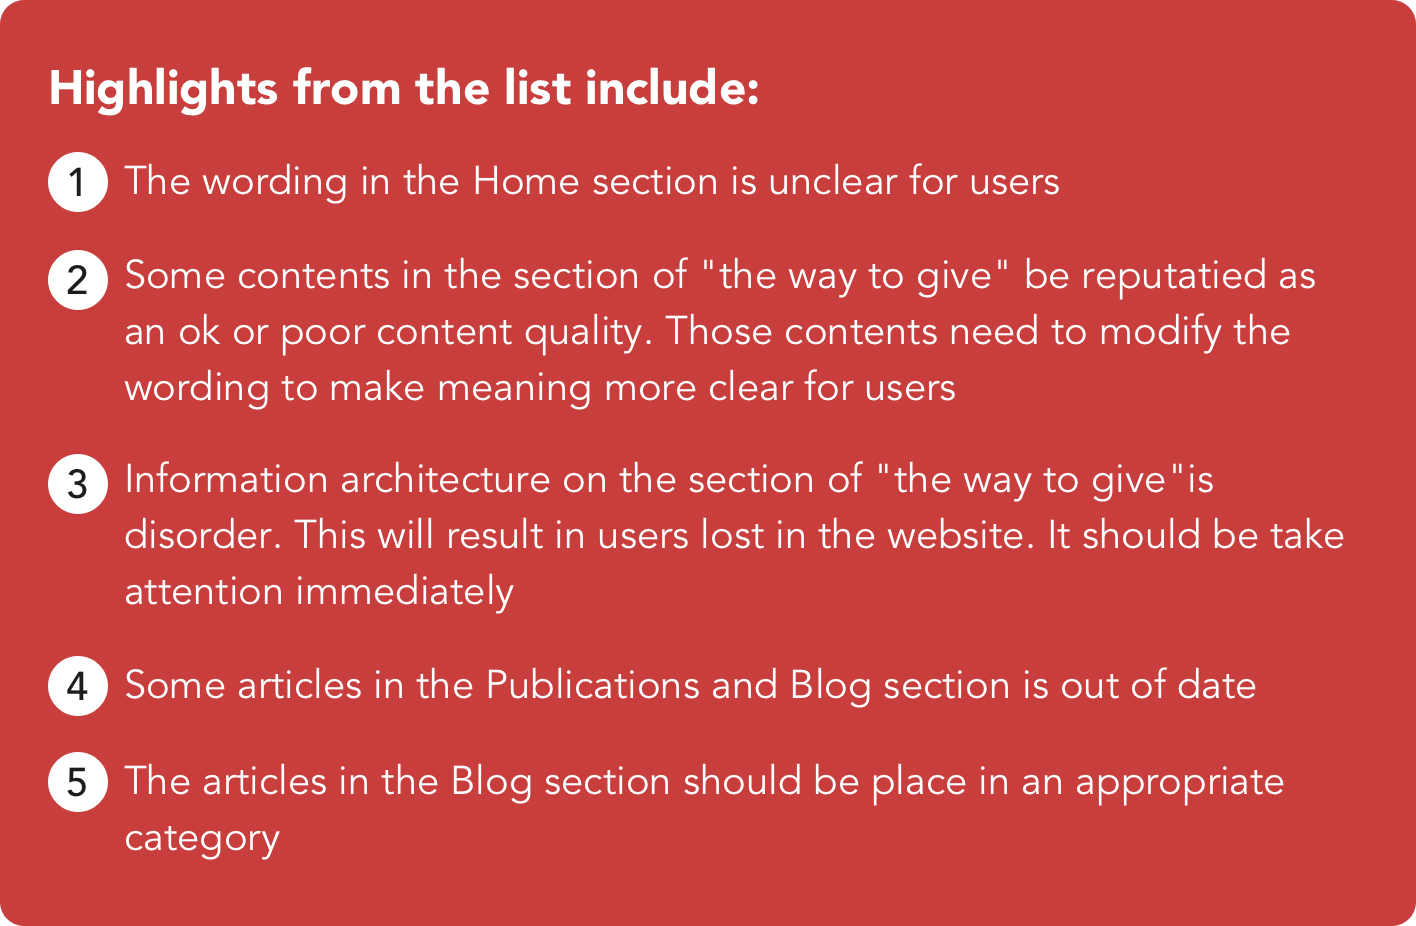 Highlights from the list include:
1 The wording in the Home section is unclear for users
2 Some contents in the section of "the way to give" be reputatied as
an ok or poor content quality. Those contents need to modify the
wording to make meaning more clear for users
3 Information architecture on the section of "the way to give"is
disorder. This will result in users lost in the website. It should be take
attention immediately
4 Some articles in the Publications and Blog section is out of date
5 The articles in the Blog section should be place in an appropriate
category